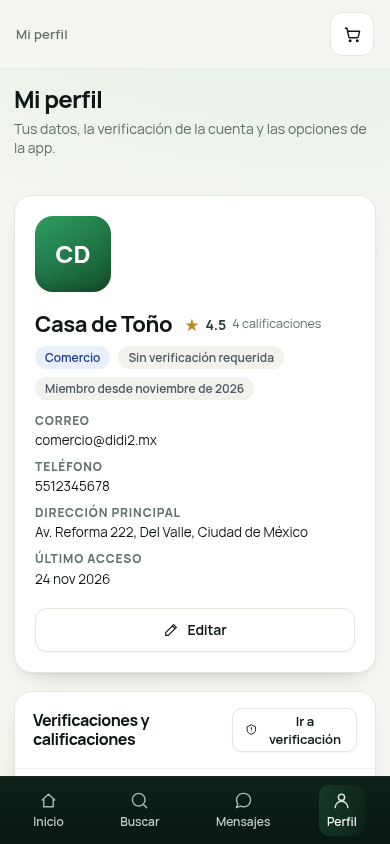 Mi perfil
Mi perfil
Tus datos, la verificación de la cuenta y las opciones de
la app.
CD
Casa de Toño ★ 4.5 4 calificaciones
Comercio Sin verificación requerida
Miembro desde noviembre de 2026
CORREO
comercio@didi2.mx
TELÉFONO
5512345678
DIRECCIÓN PRINCIPAL
Av. Reforma 222, Del Valle, Ciudad de México
ÚLTIMO ACCESO
24 nov 2026
Editar
Verificaciones y
calificaciones
Ir a
verificación
Inicio Buscar Mensajes Perfil